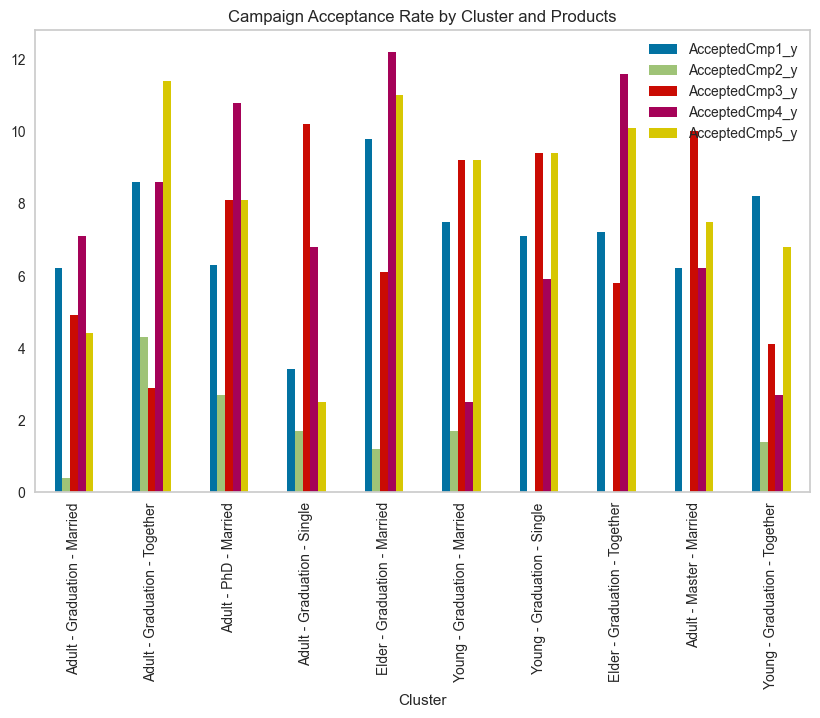 Campaign Acceptance Rate by Cluster and Products
AcceptedCmp1_y
AcceptedCmp2_y
AcceptedCmp3_y
AcceptedCmp4_y
AcceptedCmp5_y
12
10
8
6
4
2
0
Adult - Graduation - Married
Adult - Graduation - Together
Adult - PhD - Married
Adult - Graduation - Single
Elder - Graduation - Married
Young - Graduation - Married
Young - Graduation - Single
Elder - Graduation - Together
Adult - Master - Married
Young - Graduation - Together
Cluster